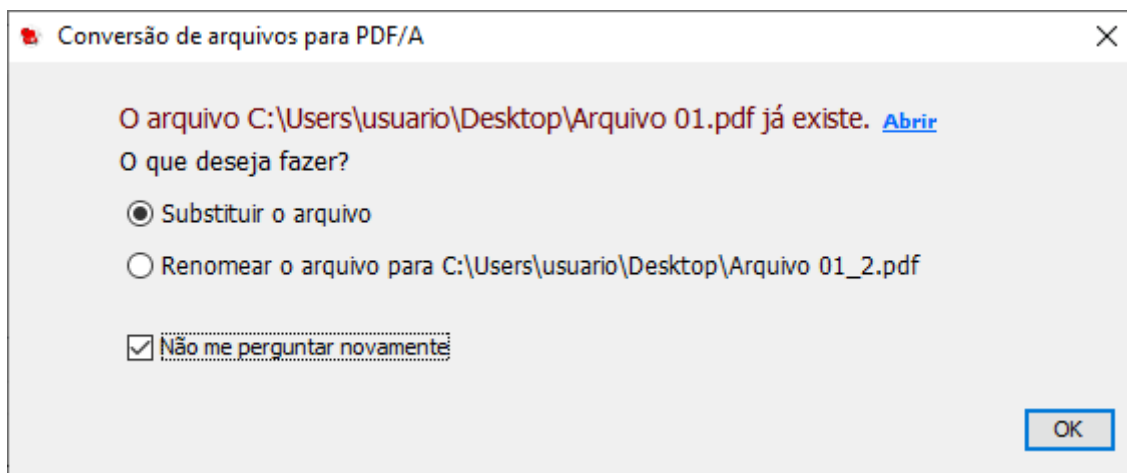 Conversão de arquivos para PDF/A
O arquivo C:\Users\usuario\Desktop\Arquivo 01.pdf já existe. Abrir
O que deseja fazer?
Substituir o arquivo
Renomear o arquivo para C:\Users\usuario\Desktop\Arquivo 01_2.pdf
Não me perguntar novamente
OK